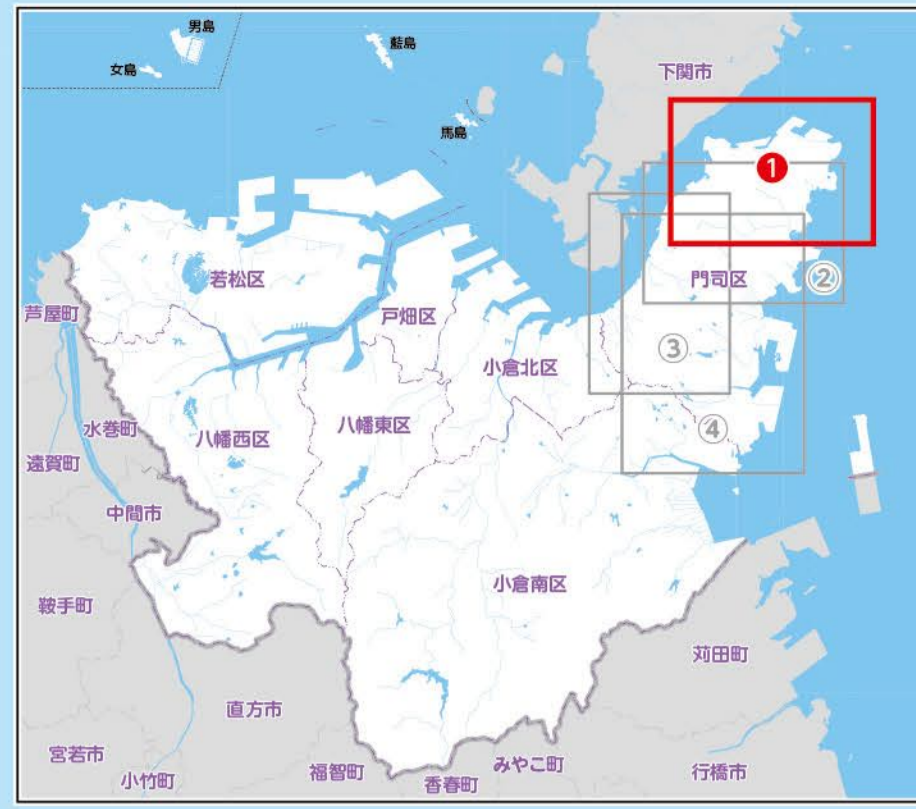 男島
女島
藍島
馬島
下関市
①
門司区
②
③
④
若松区
戸畑区
小倉北区
芦屋町
水巻町
八幡西区
八幡東区
遠賀町
中間市
小倉南区
鞍手町
苅田町
直方市
宮若市
小竹町
福智町
香春町
みやこ町
行橋市